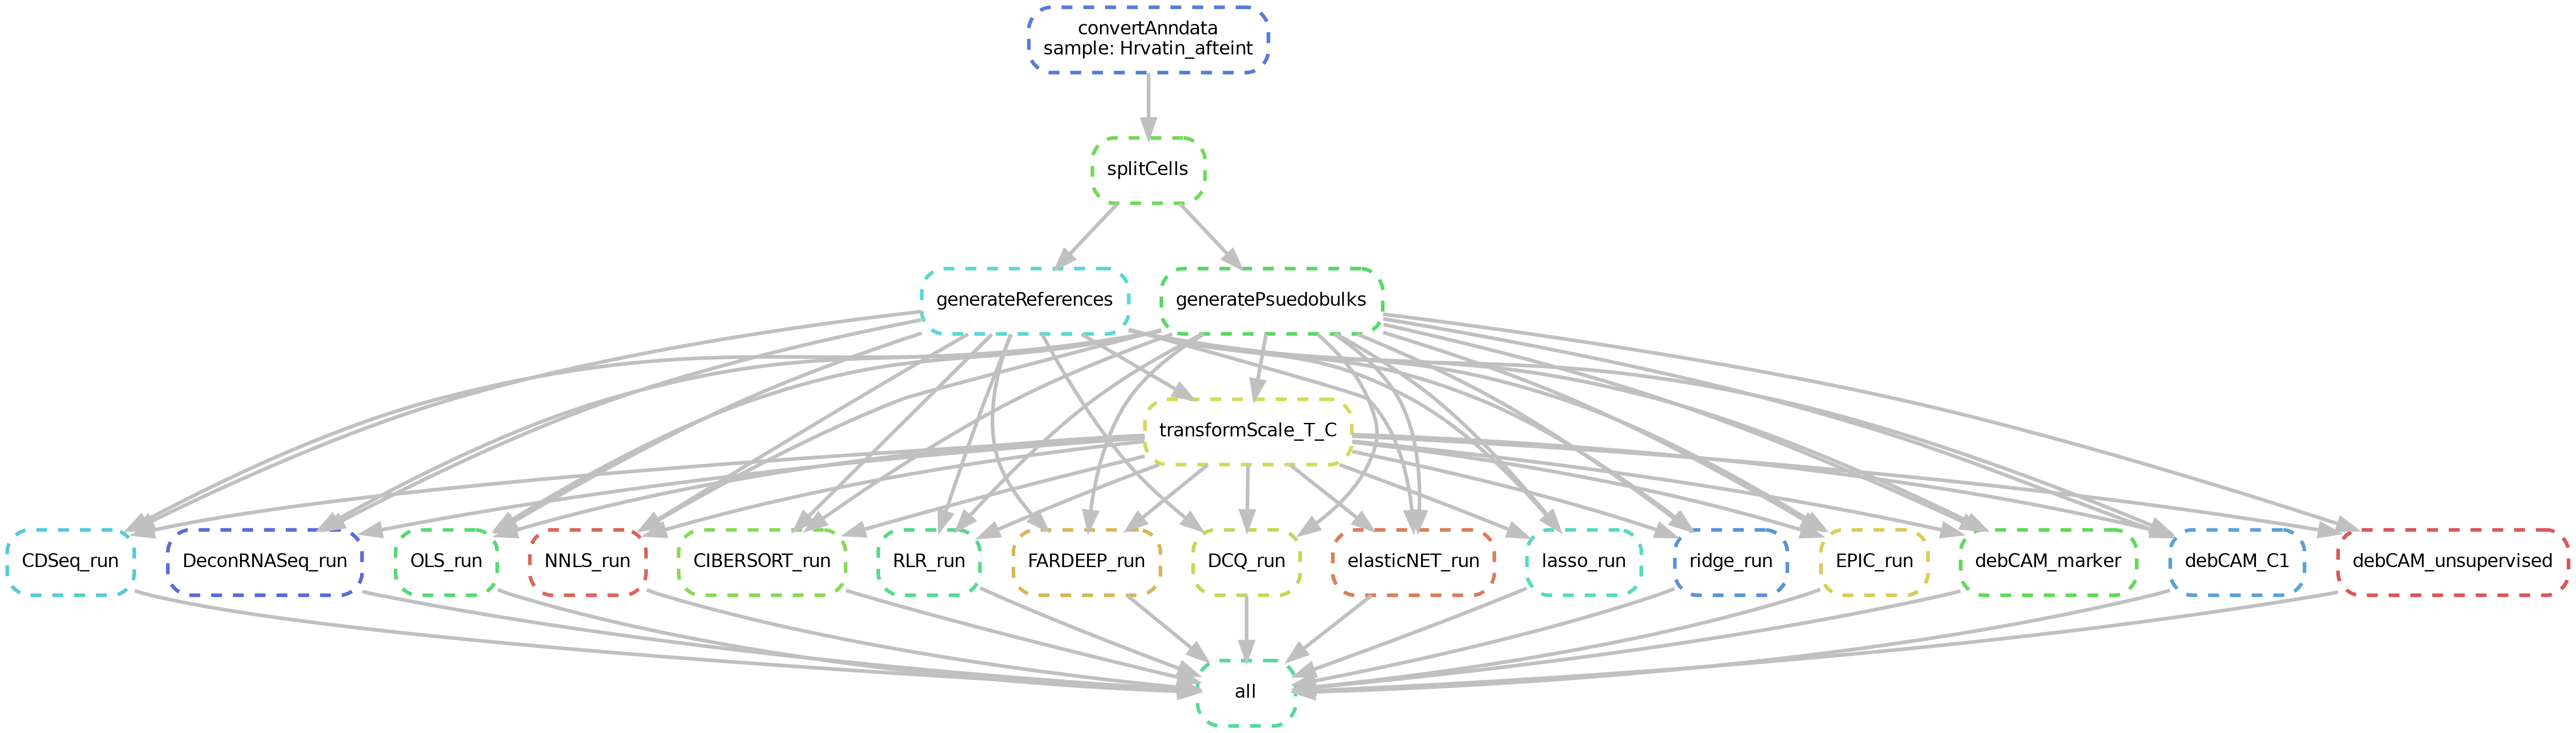 convertAnndata
sample: Hrvatin_afteint
splitCells
generateReferences
generatePsuedobulks
transformScale_T_C
CDSeq_run
DeconRNASeq_run
OLS_run
NNLS_run
CIBERSORT_run
RLR_run
FARDEEP_run
DCQ_run
elasticNET_run
lasso_run
ridge_run
EPIC_run
debCAM_marker
debCAM_C1
debCAM_unsupervised
all